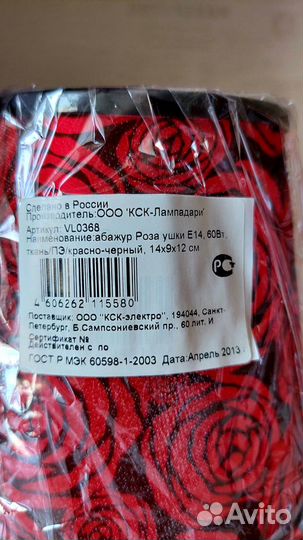 Сделано в России
Производитель:ООО "КСК-Лампадари"
Артикул: VL0368
Наименование:абажур Роза ушки Е14, 60Вт,
ткань/ПЭ/красно-черный, 14х9х12 см
4 606262 115580
Поставщик: ООО "КСК-электро", 194044, Санкт-
Петербург, Б.Сампсониевский пр., 60 лит. И
Сертификат №
Действителен с по
ГОСТ Р МЭК 60598-1-2003 Дата:Апрель 2013
Avito